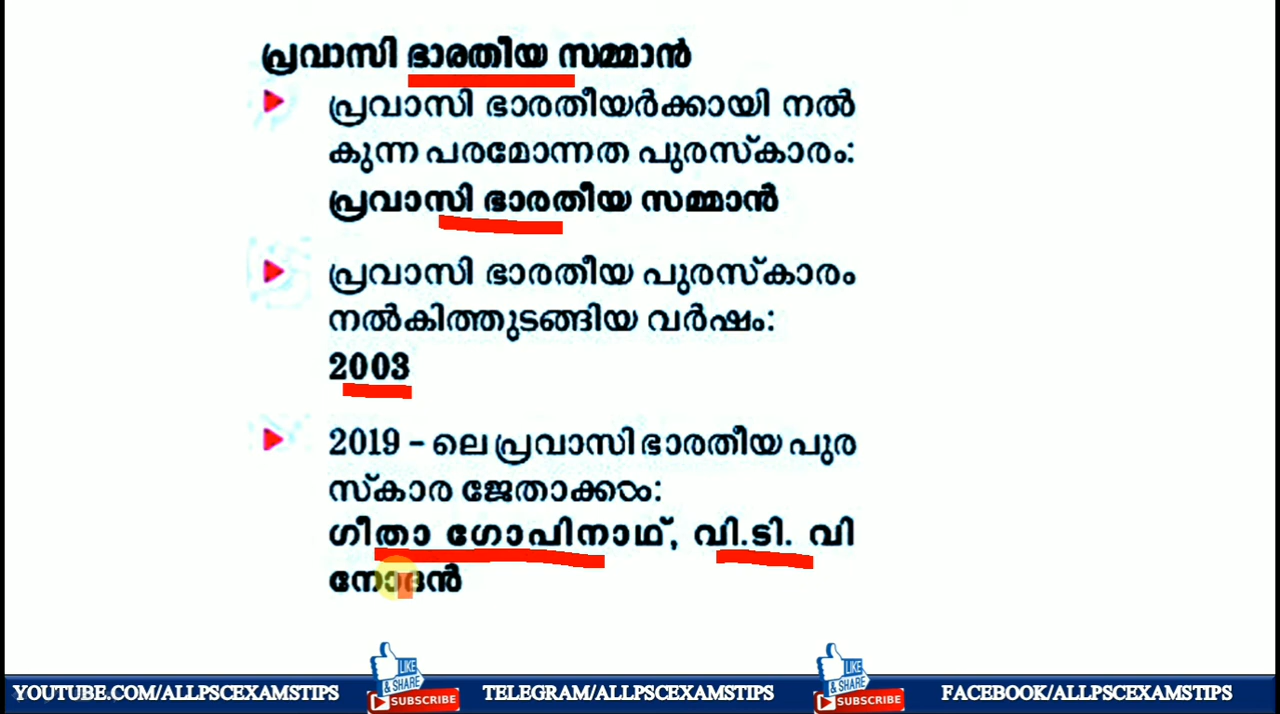 പ്രവാസി ഭാരതീയ സമ്മാൻ
പ്രവാസി ഭാരതീയർക്കായി നൽ
കുന്ന പരമോന്നത പുരസ്കാരം:
പ്രവാസി ഭാരതീയ സമ്മാൻ
പ്രവാസി ഭാരതീയ പുരസ്കാരം
നൽകിത്തുടങ്ങിയ വർഷം:
2003
2019 – ലെ പ്രവാസി ഭാരതീയ പുര
സ്കാര ജേതാക്കൾ:
ഗീതാ ഗോപിനാഥ്, വി.ടി. വി
നോദൻ
LIKE & SHARE
SUBSCRIBE
LIKE & SHARE
SUBSCRIBE
YOUTUBE.COM/ALLPSCEXAMSTIPS TELEGRAM/ALLPSCEXAMSTIPS FACEBOOK/ALLPSCEXAMSTIPS